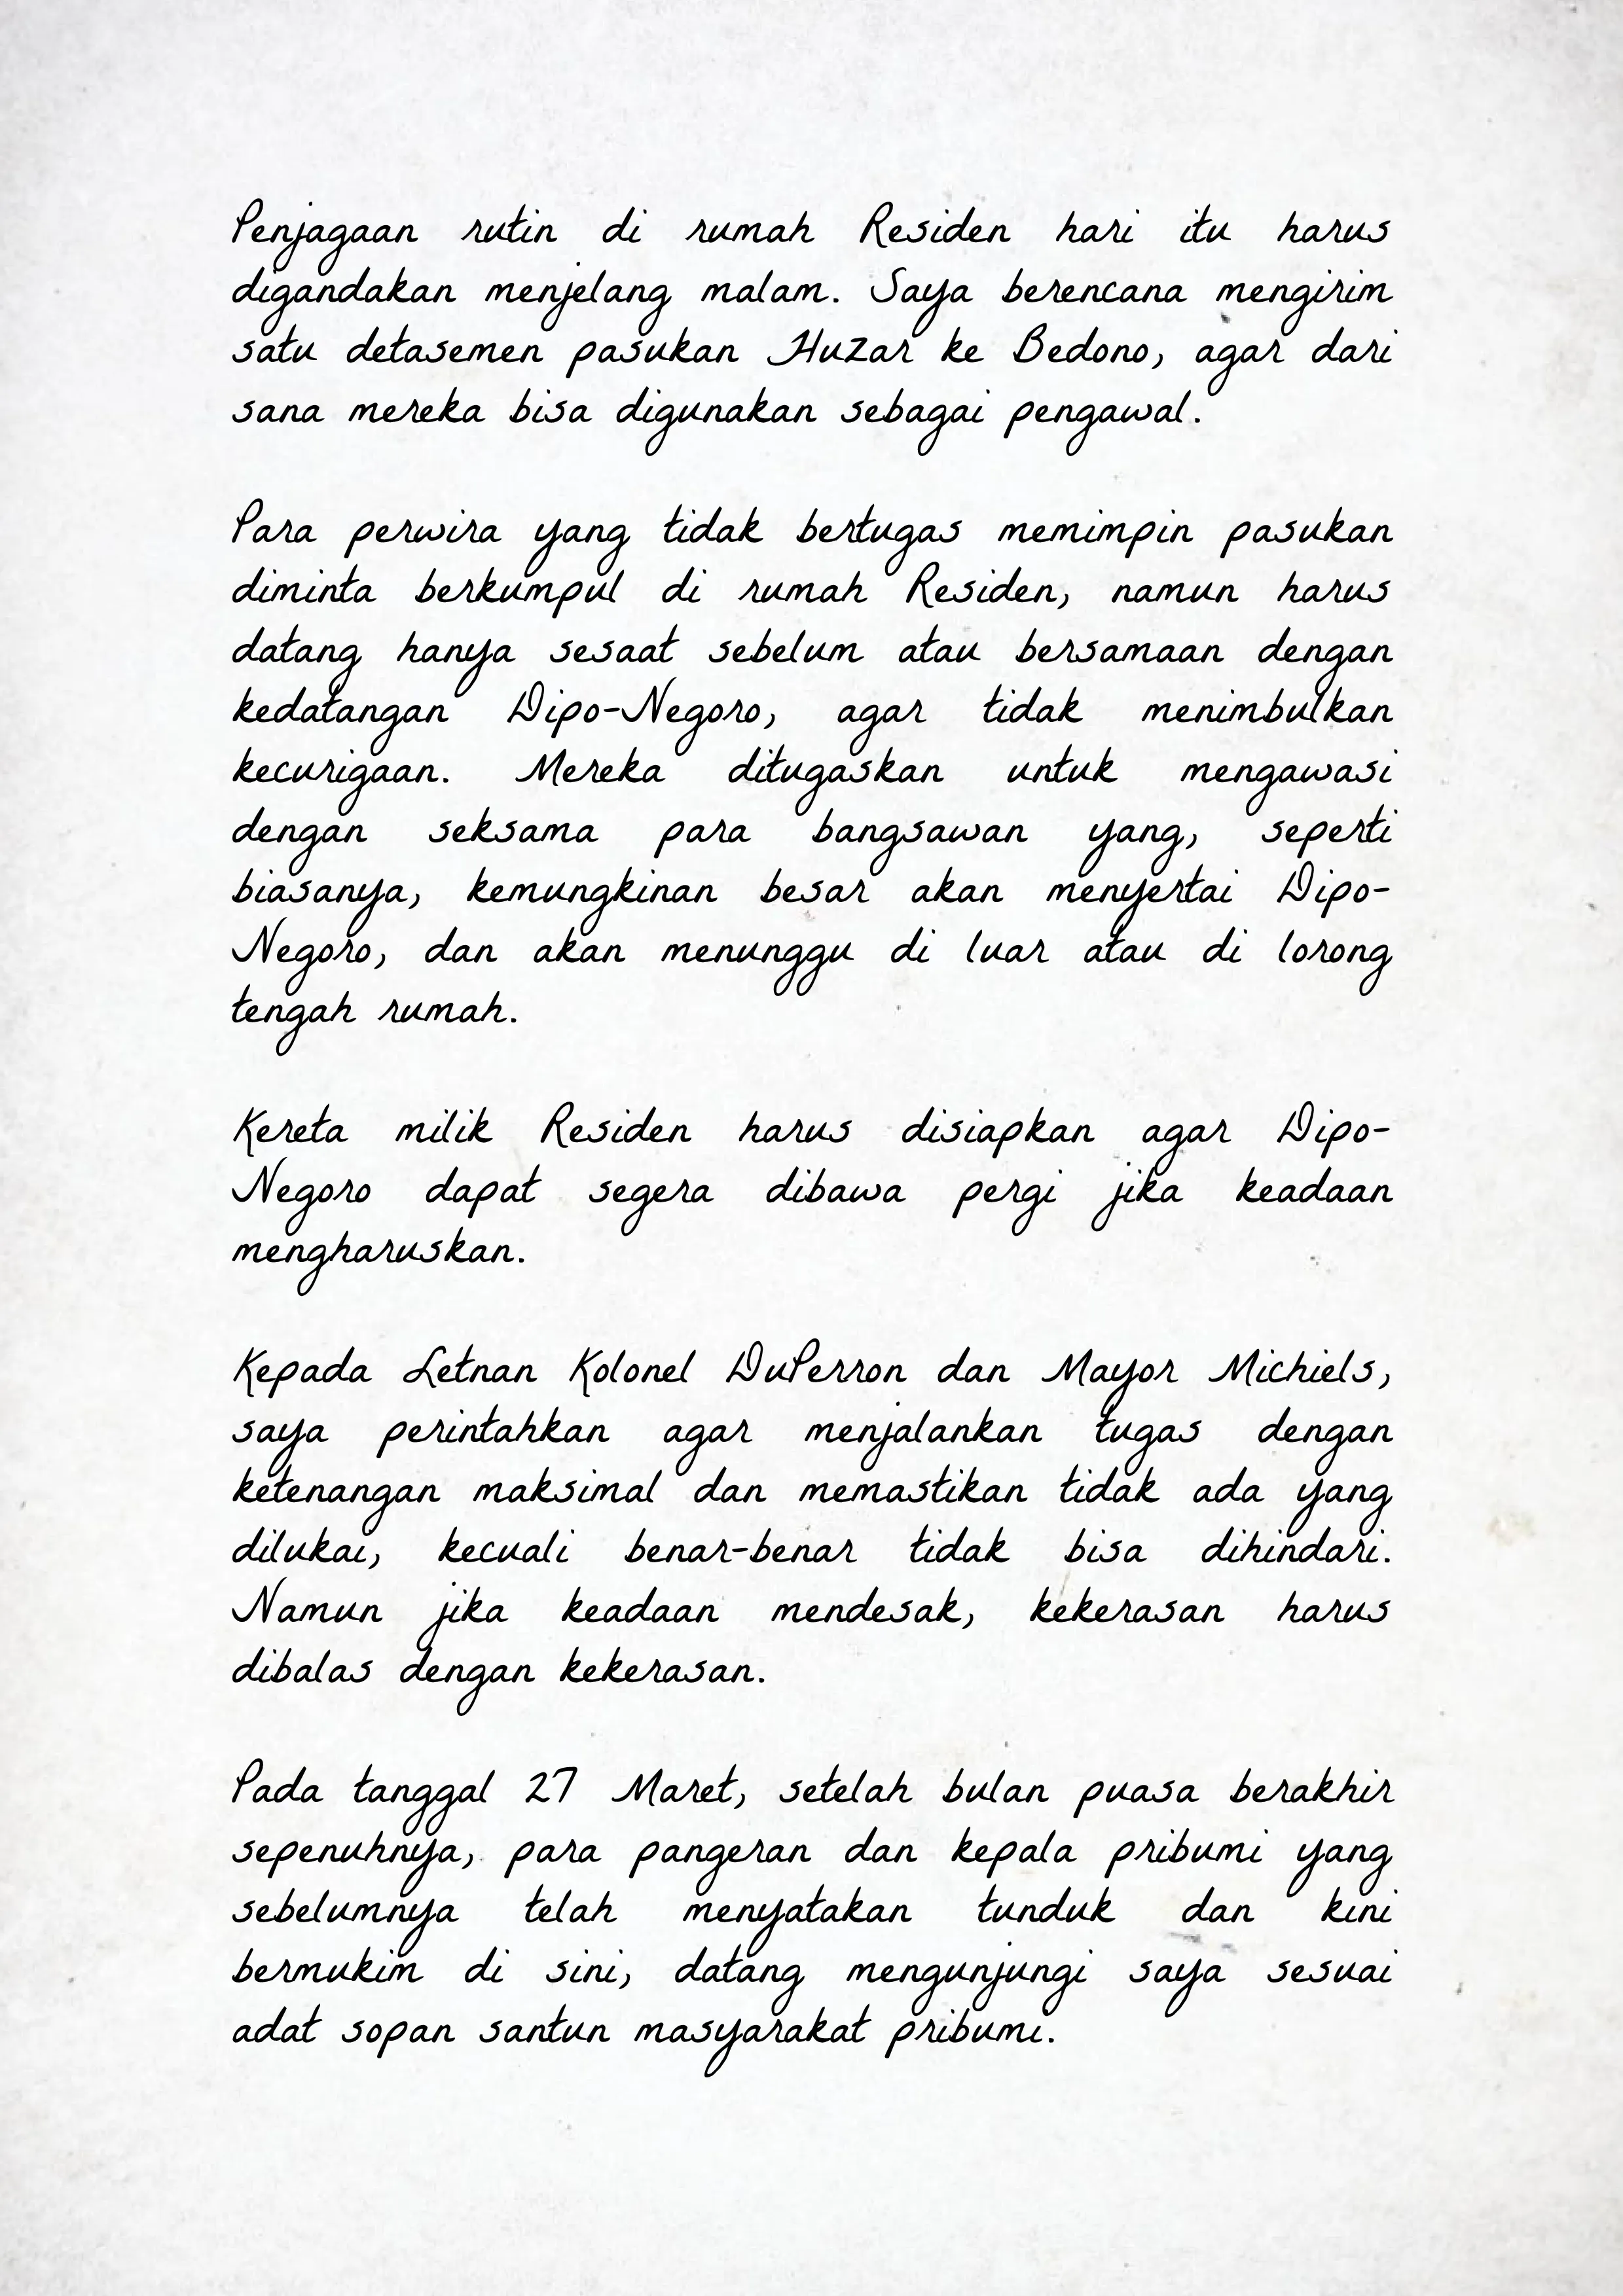 Penjagaan rutin di rumah Residen hari itu harus
digandakan menjelang malam. Saya berencana mengirim
satu detasemen pasukan Huzar ke Bedono, agar dari
sana mereka bisa digunakan sebagai pengawal.
Para perwira yang tidak bertugas memimpin pasukan
diminta berkumpul di rumah Residen, namun harus
datang hanya sesaat sebelum atau bersamaan dengan
kedatangan Dipo-Negoro, agar tidak menimbulkan
kecurigaan. Mereka ditugaskan untuk mengawasi
dengan seksama para bangsawan yang, seperti
biasanya, kemungkinan besar akan menyertai Dipo-
Negoro, dan akan menunggu di luar atau di lorong
tengah rumah.
Kereta milik Residen harus disiapkan agar Dipo-
Negoro dapat segera dibawa pergi jika keadaan
mengharuskan.
Kepada Letnan Kolonel DuPerron dan Mayor Michiels,
saya perintahkan agar menjalankan tugas dengan
ketenangan maksimal dan memastikan tidak ada yang
dilukai, kecuali benar-benar tidak bisa dihindari.
Namun jika keadaan mendesak, kekerasan harus
dibalas dengan kekerasan.
Pada tanggal 27 Maret, setelah bulan puasa berakhir
sepenuhnya, para pangeran dan kepala pribumi yang
sebelumnya telah menyatakan tunduk dan kini
bermukim di sini, datang mengunjungi saya sesuai
adat sopan santun masyarakat pribumi.